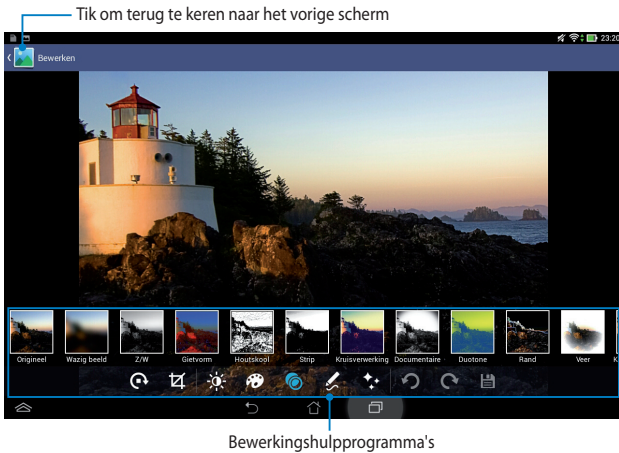 Tik om terug te keren naar het vorige scherm
23:20
Bewerken
Origineel Wazig beeld Z/W Gietvorm Houtskool Strip Kruisverwerking Documentaire Duotone Rand Veer K
Bewerkingshulpprogramma's